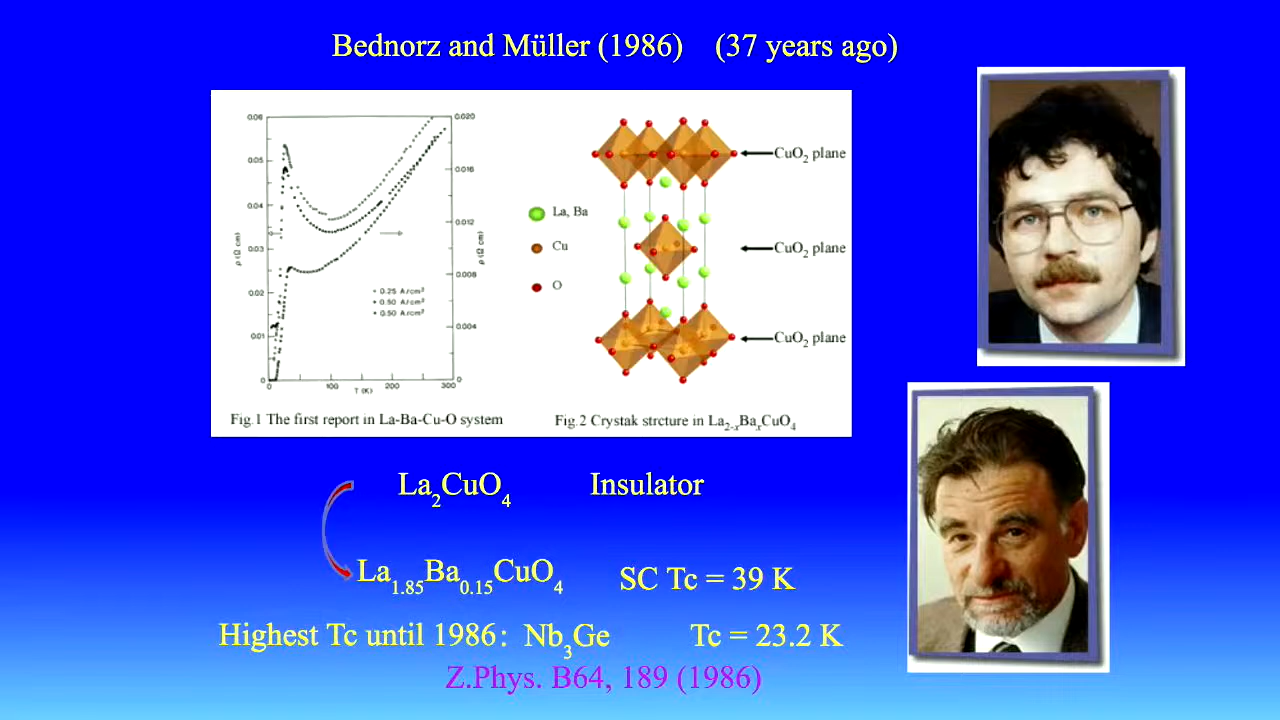 Bednorz and Müller (1986) (37 years ago)
0.06
0.05
0.04
0.03
0.02
0.01
0
ρ (Ω cm)
0.020
0.016
0.012
0.008
0.004
0
ρ (Ω cm)
0.25 A/cm²
0.50 A/cm²
0.50 A/cm²
0 100 200 300
T (K)
Fig.1 The first report in La-Ba-Cu-O system
La, Ba
Cu
O
CuO₂ plane
CuO₂ plane
CuO₂ plane
Fig.2 Crystak strcture in La₂₋ₓBaₓCuO₄
La₂CuO₄ Insulator
La₁.₈₅Ba₀.₁₅CuO₄ SC Tc = 39 K
Highest Tc until 1986: Nb₃Ge Tc = 23.2 K
Z.Phys. B64, 189 (1986)